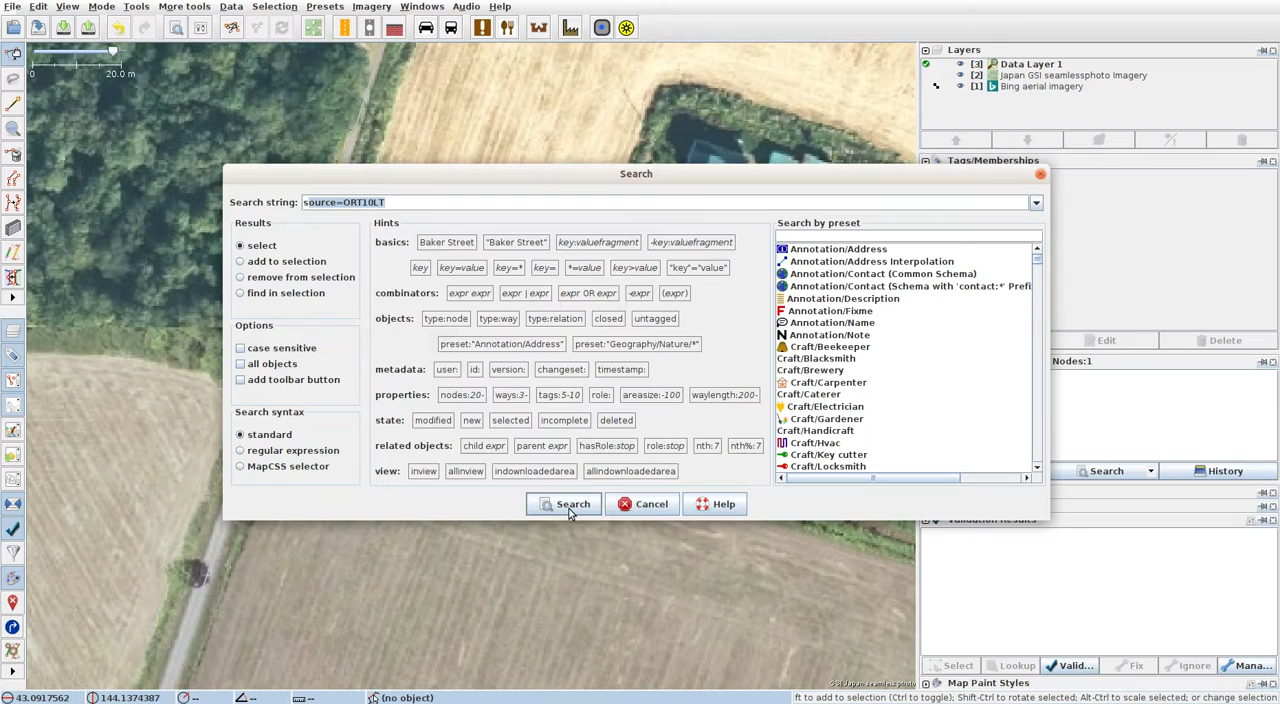 File Edit View Mode Tools More tools Data Selection Presets Imagery Windows Audio Help
0 20.0 m
Layers
[3] Data Layer 1
[2] Japan GSI seamlessphoto Imagery
[1] Bing aerial imagery
Tags/Memberships
Edit Delete
Nodes:1
Search History
Validation Results
Select Lookup Valid... Fix Ignore Mana...
Map Paint Styles
Search
Search string: source=ORT10LT
Results
select
add to selection
remove from selection
find in selection
Options
case sensitive
all objects
add toolbar button
Search syntax
standard
regular expression
MapCSS selector
Hints
basics: Baker Street "Baker Street" key:valuefragment -key:valuefragment
key key=value key=* key= *=value key>value "key"="value"
combinators: expr expr expr | expr expr OR expr -expr (expr)
objects: type:node type:way type:relation closed untagged
preset:"Annotation/Address" preset:"Geography/Nature/*"
metadata: user: id: version: changeset: timestamp:
properties: nodes:20- ways:3- tags:5-10 role: areasize:-100 waylength:200-
state: modified new selected incomplete deleted
related objects: child expr parent expr hasRole:stop role:stop nth:7 nth%:7
view: inview allinview indownloadedarea allindownloadedarea
Search by preset
Annotation/Address
Annotation/Address Interpolation
Annotation/Contact (Common Schema)
Annotation/Contact (Schema with 'contact:*' Prefi
Annotation/Description
Annotation/Fixme
Annotation/Name
Annotation/Note
Craft/Beekeeper
Craft/Blacksmith
Craft/Brewery
Craft/Carpenter
Craft/Caterer
Craft/Electrician
Craft/Gardener
Craft/Handicraft
Craft/Hvac
Craft/Key cutter
Craft/Locksmith
Search Cancel Help
© GSI Japan seamless photo
43.0917562 144.1374387 -- -- -- (no object) ft to add to selection (Ctrl to toggle); Shift-Ctrl to rotate selected; Alt-Ctrl to scale selected; or change selection